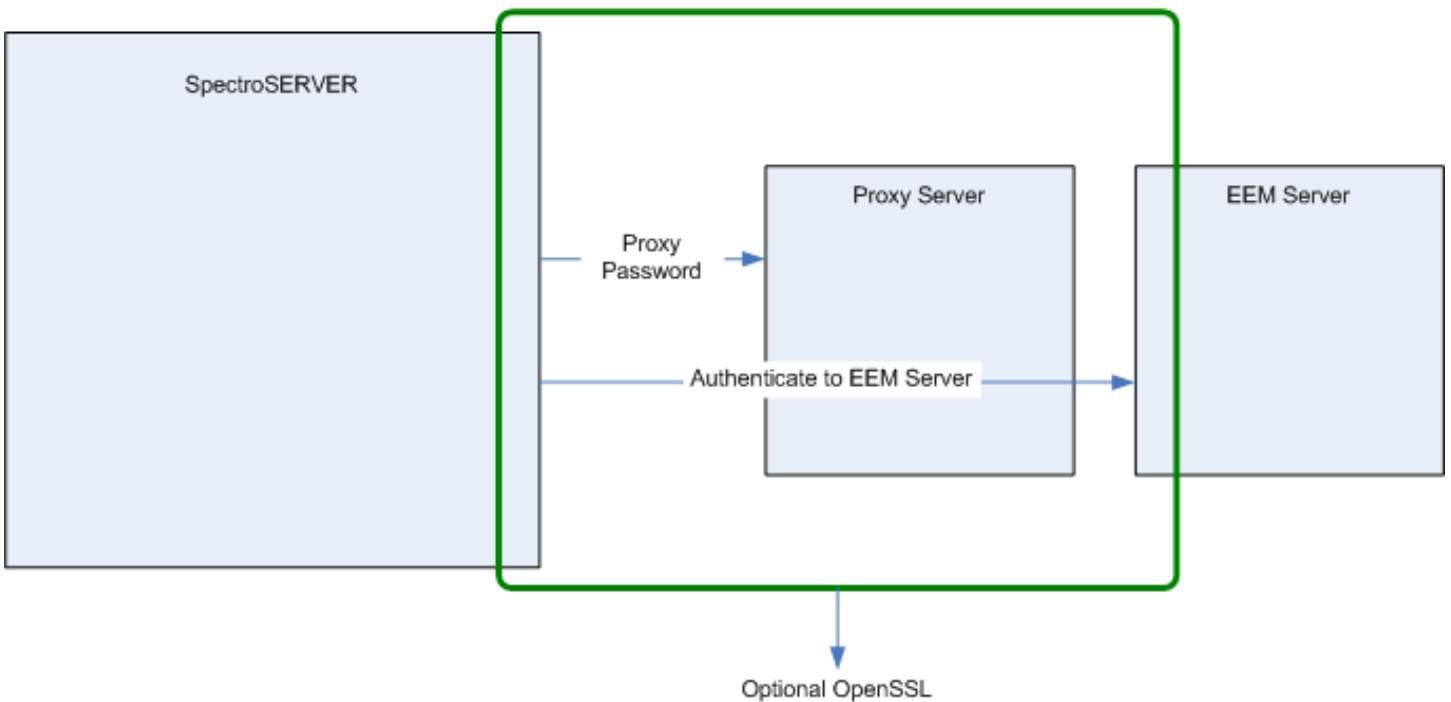 SpectroSERVER
Proxy Server
EEM Server
Proxy
Password
Authenticate to EEM Server
Optional OpenSSL